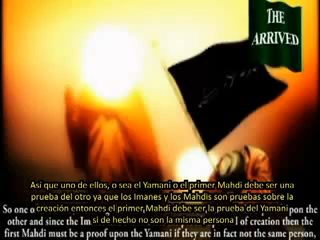 THE
ARRIVED
Asi que uno de ellos, o sea el Yamani o el primer Mahdi debe ser una
prueba del otro ya que los Imanes y los Mahdis son pruebas sobre la
creación entonces el primer Mahdi debe ser la prueba del Yamani
si de hecho no son la misma persona
So one o pon the
other and since the Im of creation then the
first Mahdi must be a proof upon the Yamani if they are in fact not the same person,